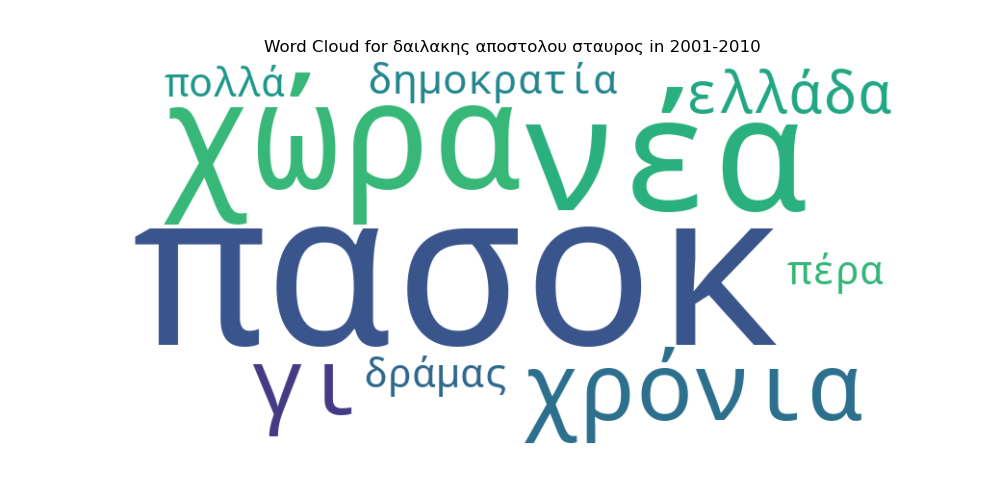 Word Cloud for δαιλακης αποστολου σταυρος in 2001-2010
πολλά δημοκρατία ελλάδα
χώρα νέα
πασοκ πέρα
γι δράμας χρόνια